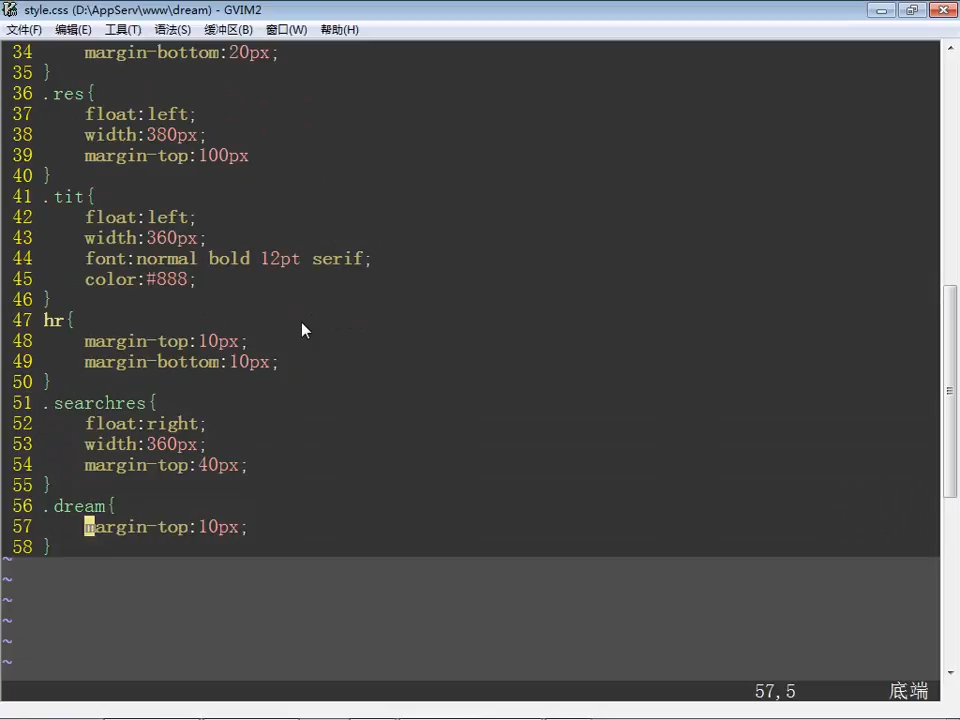 style.css (D:\AppServ\www\dream) - GVIM2
文件(F) 编辑(E) 工具(T) 语法(S) 缓冲区(B) 窗口(W) 帮助(H)
34     margin-bottom:20px;
35 }
36 .res{
37     float:left;
38     width:380px;
39     margin-top:100px
40 }
41 .tit{
42     float:left;
43     width:360px;
44     font:normal bold 12pt serif;
45     color:#888;
46 }
47 hr{
48     margin-top:10px;
49     margin-bottom:10px;
50 }
51 .searchres{
52     float:right;
53     width:360px;
54     margin-top:40px;
55 }
56 .dream{
57     margin-top:10px;
58 }
~
~
~
~
~
~
57,5 底端